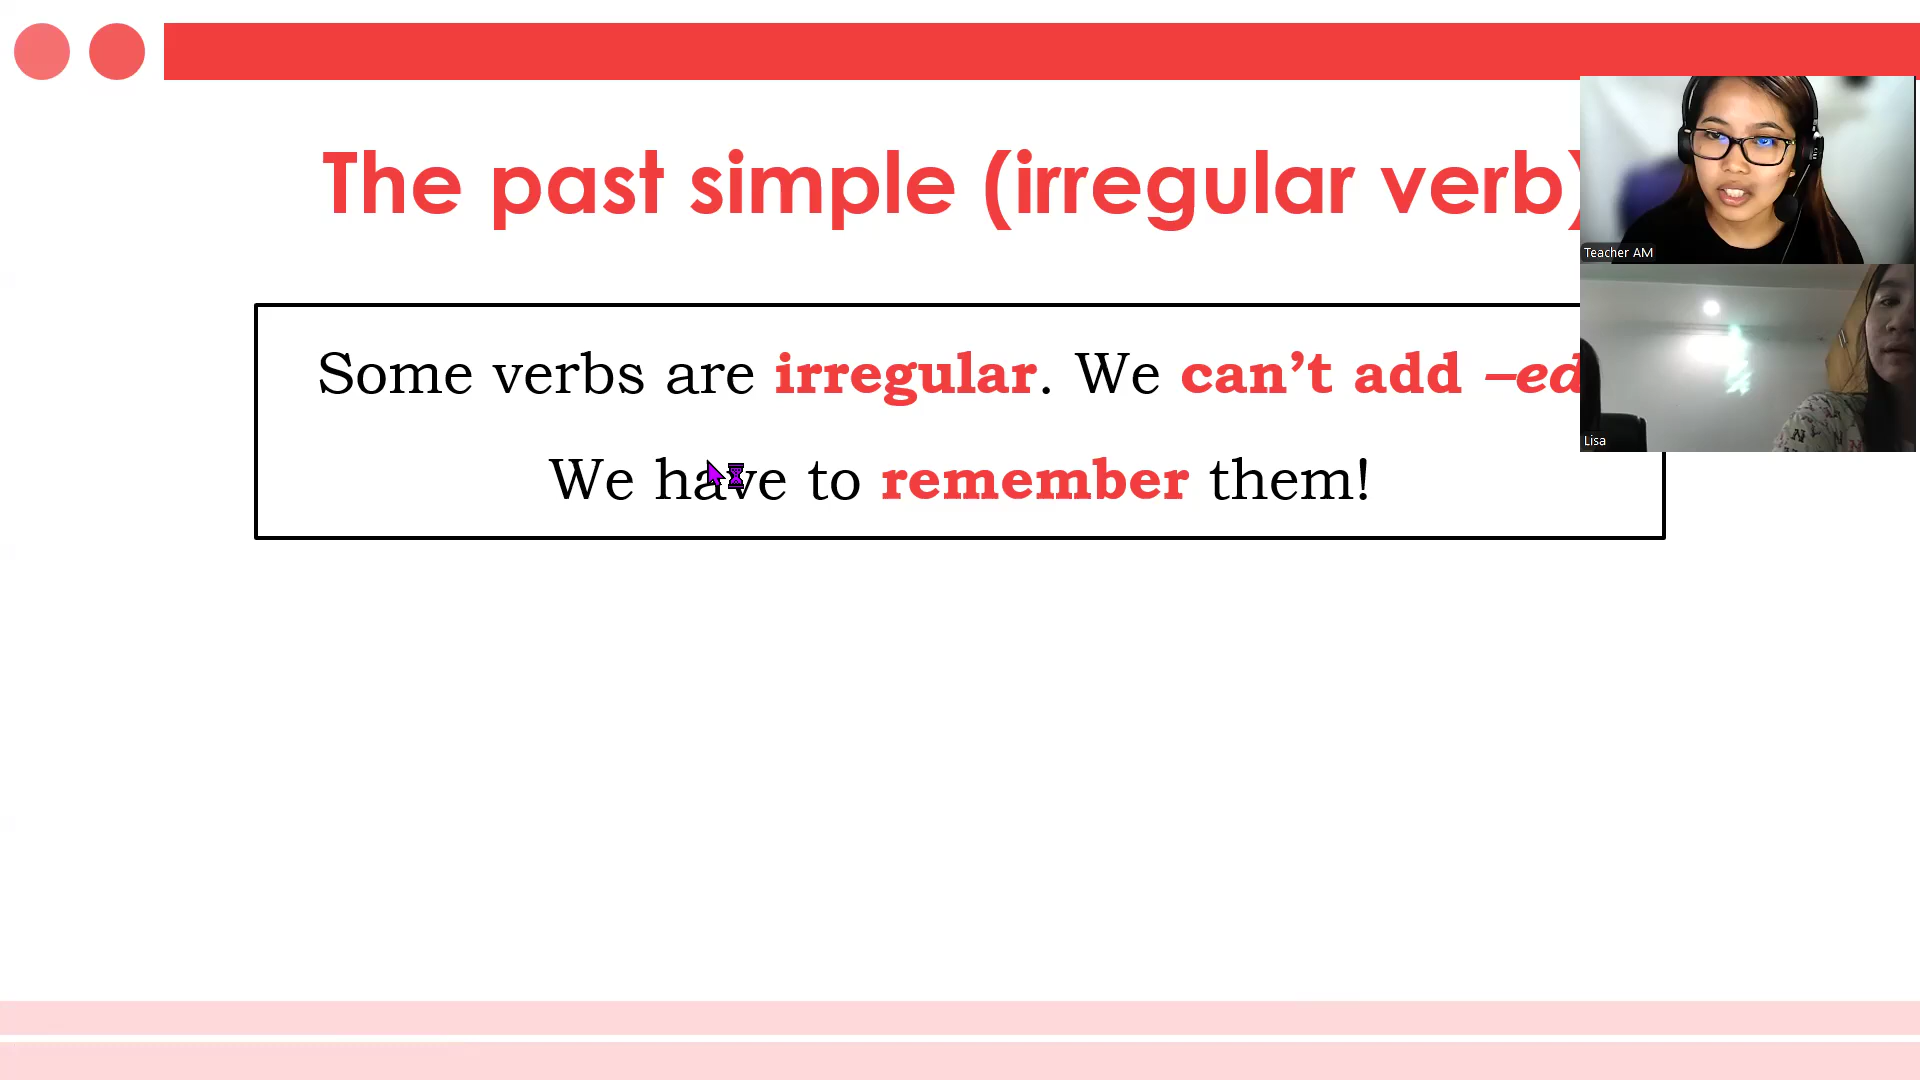 The past simple (irregular verb)
Teacher AM
Some verbs are irregular. We can’t add –ed
Lisa
We have to remember them!